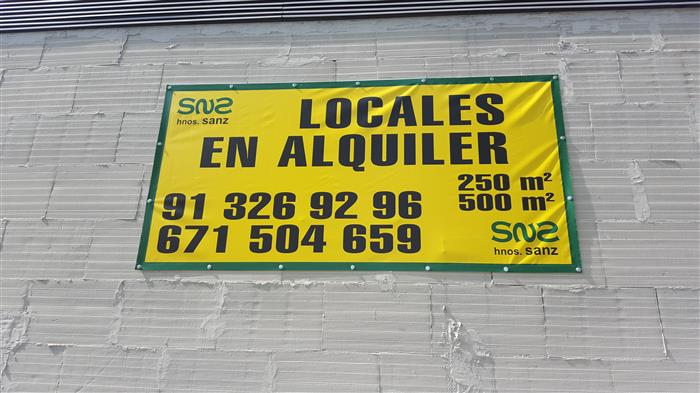 SNS
hnos. sanz
LOCALES
EN ALQUILER
250 m²
500 m²
91 326 92 96
671 504 659
SNS
hnos. sanz